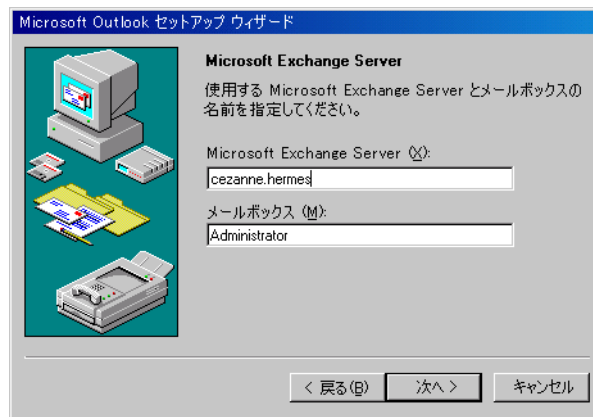 Microsoft Outlook セットアップ ウィザード
Microsoft Exchange Server
使用する Microsoft Exchange Server とメールボックスの
名前を指定してください。
Microsoft Exchange Server (X):
cezanne.hermes
メールボックス (M):
Administrator
< 戻る(B)
次へ >
キャンセル